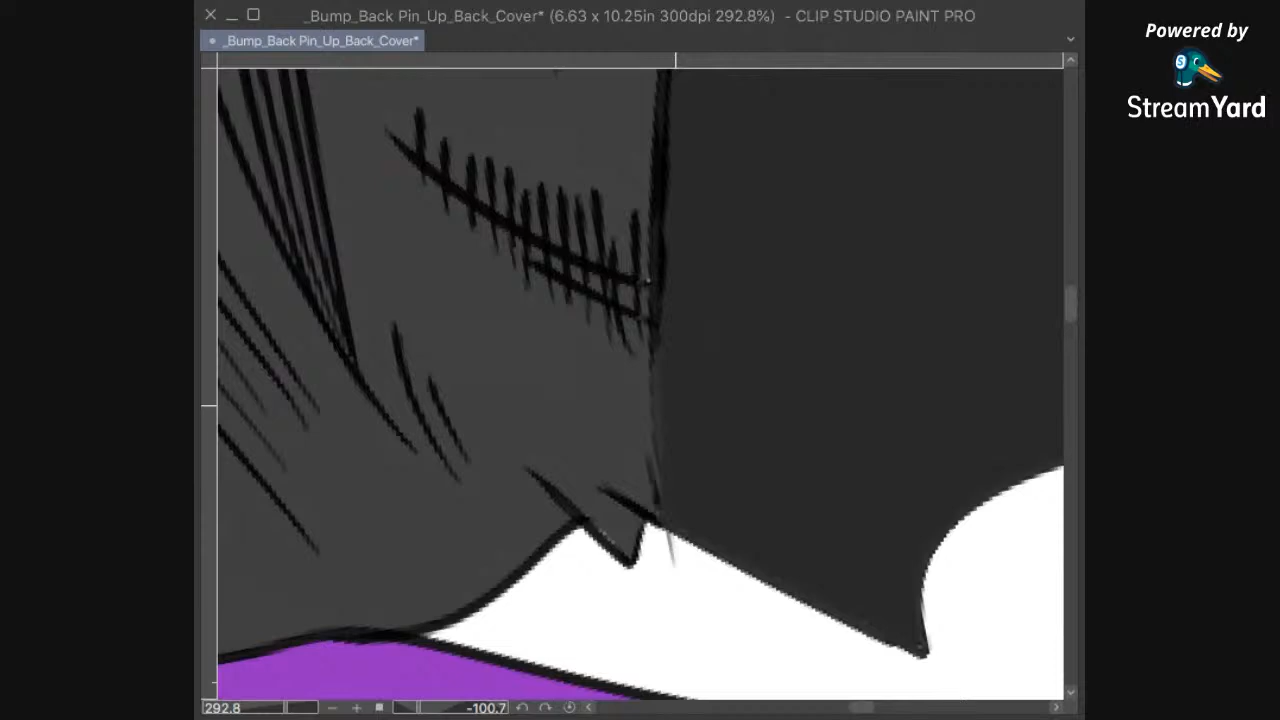 _Bump_Back Pin_Up_Back_Cover* (6.63 x 10.25in 300dpi 292.8%) - CLIP STUDIO PAINT PRO
_Bump_Back Pin_Up_Back_Cover*
Powered by
StreamYard
292.8
-100.7